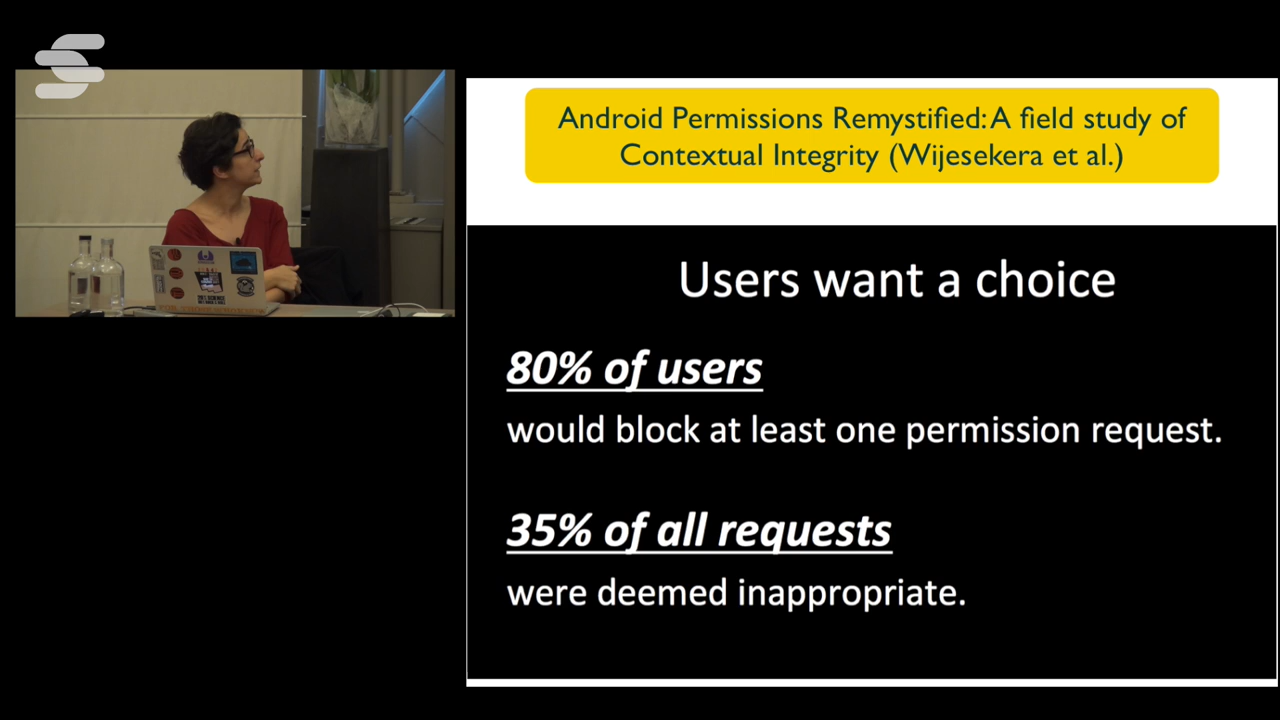 Android Permissions Remystified: A field study of
Contextual Integrity (Wijesekera et al.)
Users want a choice
80% of users
would block at least one permission request.
35% of all requests
were deemed inappropriate.